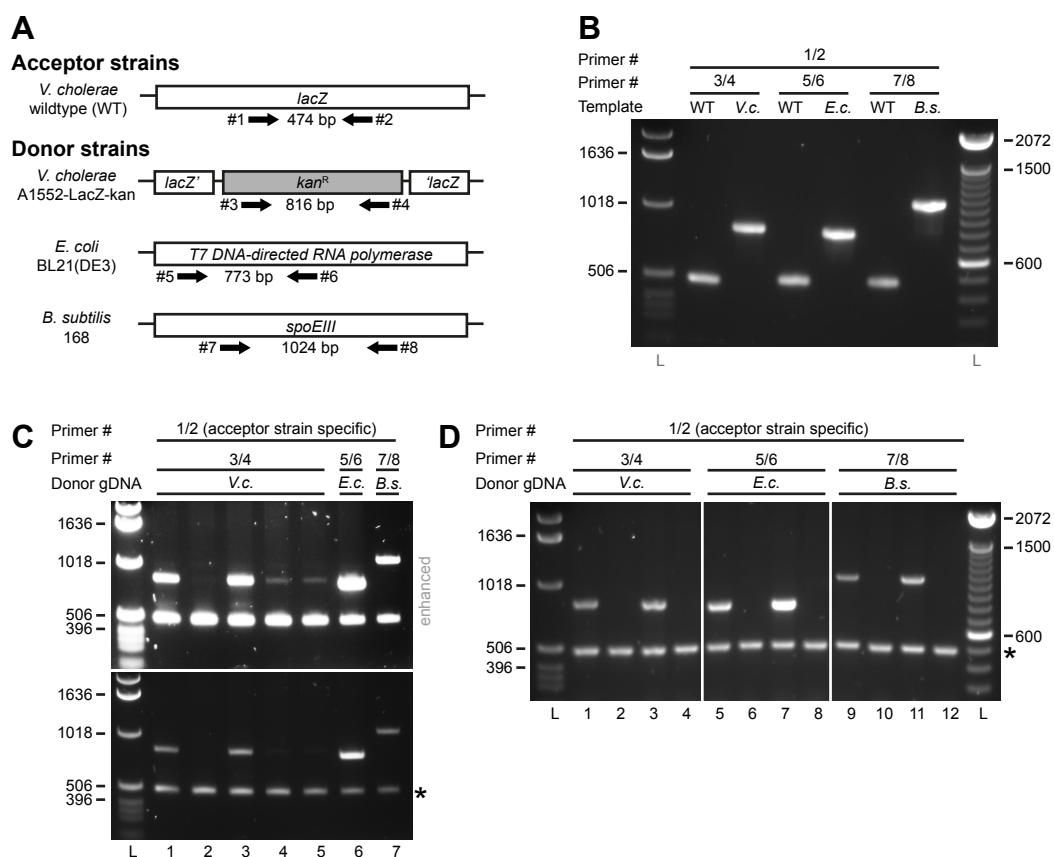 A
Acceptor strains
V. cholerae
wildtype (WT)
lacZ
#1 474 bp #2
Donor strains
V. cholerae
A1552-LacZ-kan
lacZ' kanR 'lacZ
#3 816 bp #4
E. coli
BL21(DE3)
T7 DNA-directed RNA polymerase
#5 773 bp #6
B. subtilis
168
spoEIII
#7 1024 bp #8
B
Primer # 1/2
Primer # 3/4 5/6 7/8
Template WT V.c. WT E.c. WT B.s.
1636
1018
506
2072
1500
600
L L
C
Primer # 1/2 (acceptor strain specific)
Primer # 3/4 5/6 7/8
Donor gDNA V.c. E.c. B.s.
1636
1018
506
396
enhanced
1636
1018
506
396
*
L 1 2 3 4 5 6 7
D
Primer # 1/2 (acceptor strain specific)
Primer # 3/4 5/6 7/8
Donor gDNA V.c. E.c. B.s.
1636
1018
506
396
2072
1500
600
*
L 1 2 3 4 5 6 7 8 9 10 11 12 L